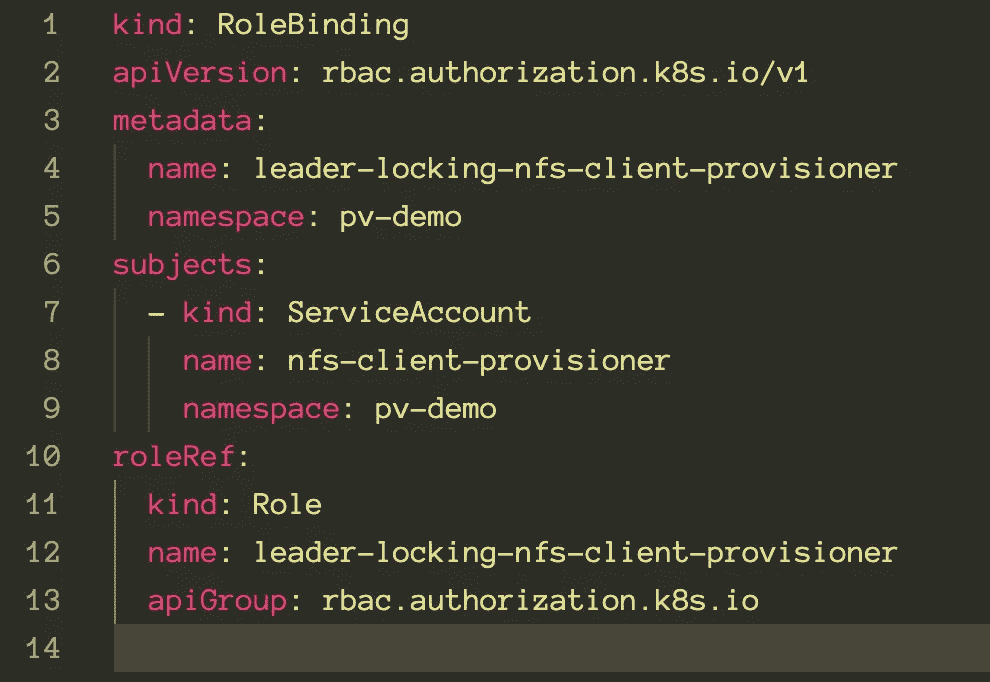 1 kind: RoleBinding
2 apiVersion: rbac.authorization.k8s.io/v1
3 metadata:
4   name: leader-locking-nfs-client-provisioner
5   namespace: pv-demo
6 subjects:
7   - kind: ServiceAccount
8     name: nfs-client-provisioner
9     namespace: pv-demo
10 roleRef:
11   kind: Role
12   name: leader-locking-nfs-client-provisioner
13   apiGroup: rbac.authorization.k8s.io
14